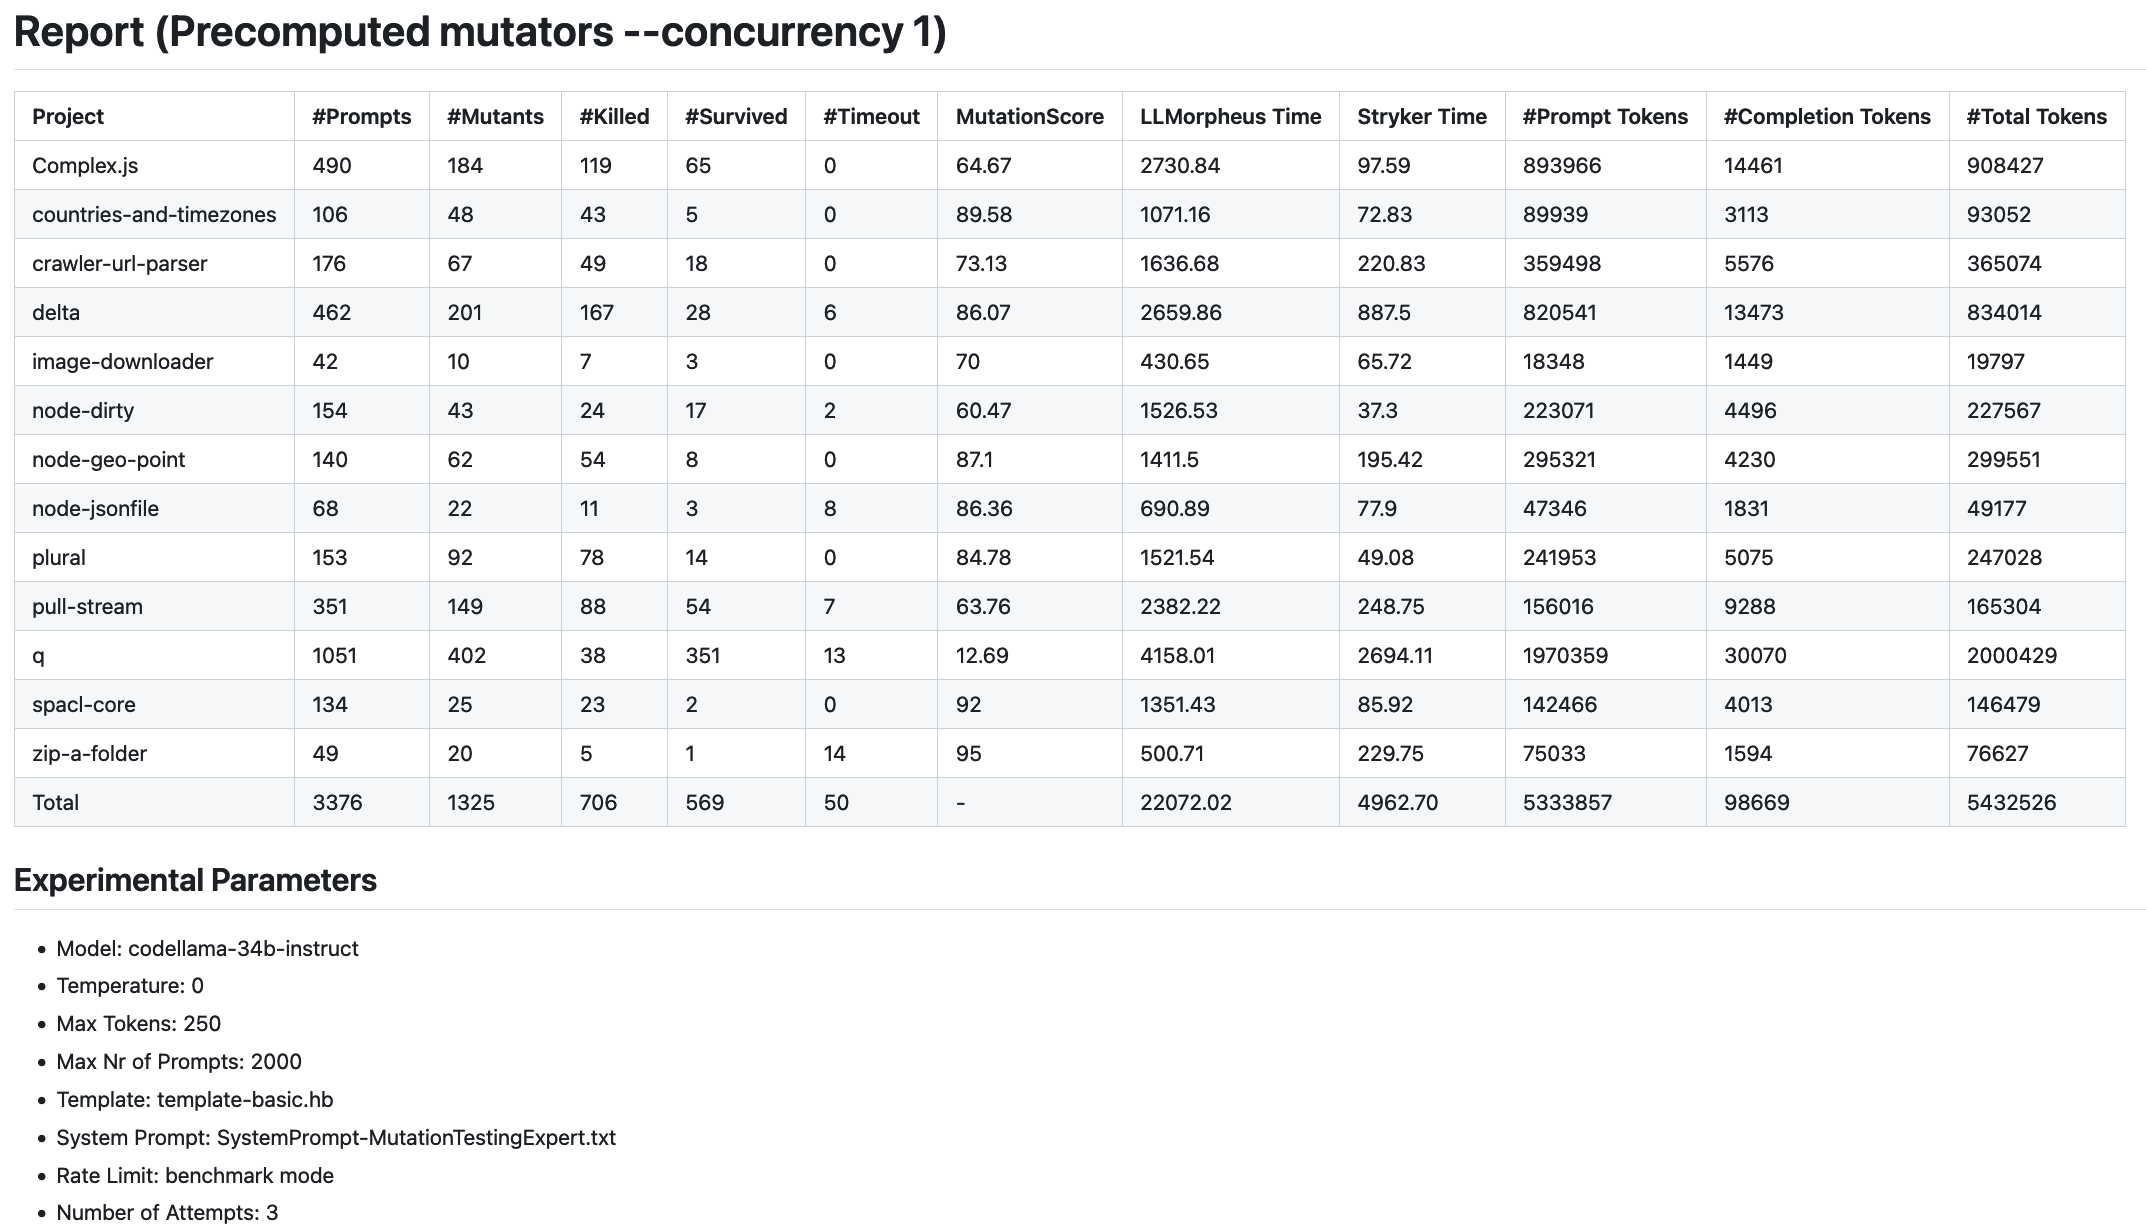 Report (Precomputed mutators --concurrency 1)
Project #Prompts #Mutants #Killed #Survived #Timeout MutationScore LLMorpheus Time Stryker Time #Prompt Tokens #Completion Tokens #Total Tokens
Complex.js 490 184 119 65 0 64.67 2730.84 97.59 893966 14461 908427
countries-and-timezones 106 48 43 5 0 89.58 1071.16 72.83 89939 3113 93052
crawler-url-parser 176 67 49 18 0 73.13 1636.68 220.83 359498 5576 365074
delta 462 201 167 28 6 86.07 2659.86 887.5 820541 13473 834014
image-downloader 42 10 7 3 0 70 430.65 65.72 18348 1449 19797
node-dirty 154 43 24 17 2 60.47 1526.53 37.3 223071 4496 227567
node-geo-point 140 62 54 8 0 87.1 1411.5 195.42 295321 4230 299551
node-jsonfile 68 22 11 3 8 86.36 690.89 77.9 47346 1831 49177
plural 153 92 78 14 0 84.78 1521.54 49.08 241953 5075 247028
pull-stream 351 149 88 54 7 63.76 2382.22 248.75 156016 9288 165304
q 1051 402 38 351 13 12.69 4158.01 2694.11 1970359 30070 2000429
spacl-core 134 25 23 2 0 92 1351.43 85.92 142466 4013 146479
zip-a-folder 49 20 5 1 14 95 500.71 229.75 75033 1594 76627
Total 3376 1325 706 569 50 - 22072.02 4962.70 5333857 98669 5432526
Experimental Parameters
• Model: codellama-34b-instruct
• Temperature: 0
• Max Tokens: 250
• Max Nr of Prompts: 2000
• Template: template-basic.hb
• System Prompt: SystemPrompt-MutationTestingExpert.txt
• Rate Limit: benchmark mode
• Number of Attempts: 3